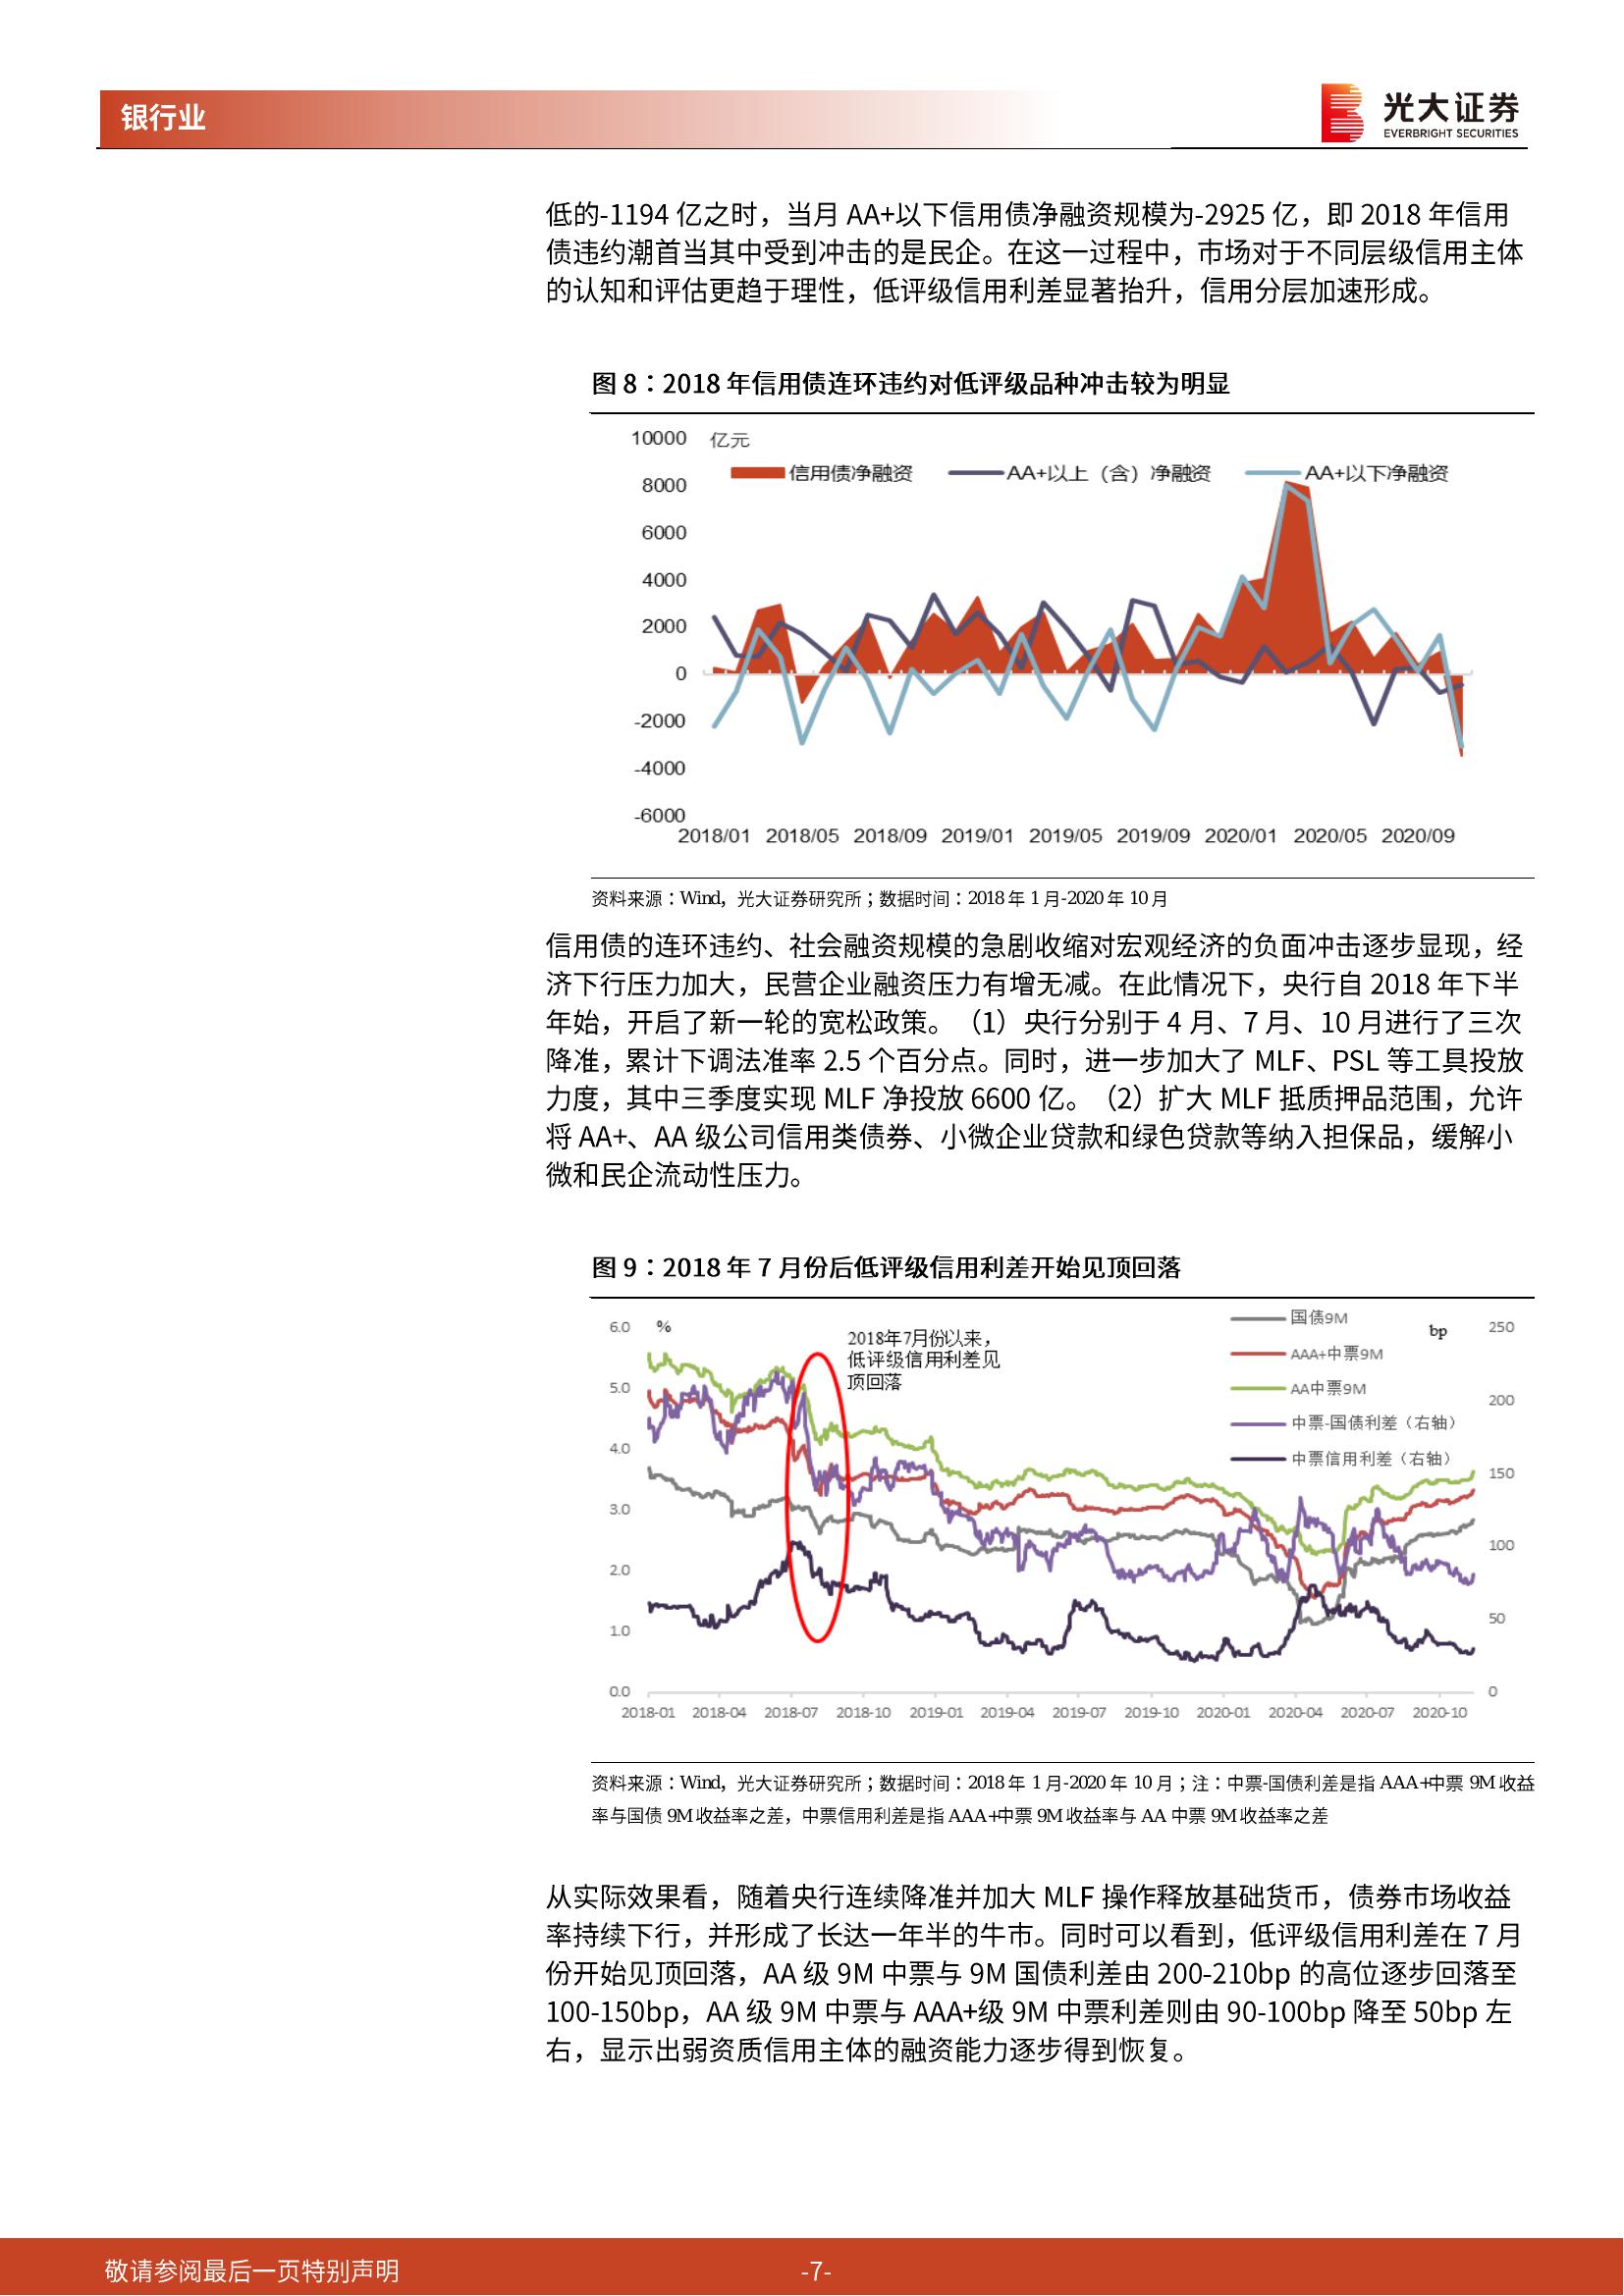 银行业
光大证券
EVERBRIGHT SECURITIES
低的-1194 亿之时，当月 AA+以下信用债净融资规模为-2925 亿，即 2018 年信用
债违约潮首当其中受到冲击的是民企。在这一过程中，市场对于不同层级信用主体
的认知和评估更趋于理性，低评级信用利差显著抬升，信用分层加速形成。
图 8：2018 年信用债连环违约对低评级品种冲击较为明显
10000 亿元
信用债净融资 AA+以上（含）净融资 AA+以下净融资
8000
6000
4000
2000
0
-2000
-4000
-6000
2018/01 2018/05 2018/09 2019/01 2019/05 2019/09 2020/01 2020/05 2020/09
资料来源：Wind，光大证券研究所；数据时间：2018 年 1 月-2020 年 10 月
信用债的连环违约、社会融资规模的急剧收缩对宏观经济的负面冲击逐步显现，经
济下行压力加大，民营企业融资压力有增无减。在此情况下，央行自 2018 年下半
年始，开启了新一轮的宽松政策。（1）央行分别于 4 月、7 月、10 月进行了三次
降准，累计下调法准率 2.5 个百分点。同时，进一步加大了 MLF、PSL 等工具投放
力度，其中三季度实现 MLF 净投放 6600 亿。（2）扩大 MLF 抵质押品范围，允许
将 AA+、AA 级公司信用类债券、小微企业贷款和绿色贷款等纳入担保品，缓解小
微和民企流动性压力。
图 9：2018 年 7 月份后低评级信用利差开始见顶回落
6.0 % bp 250
2018年7月份以来，
低评级信用利差见
顶回落
国债9M
AAA+中票9M
AA中票9M
中票-国债利差（右轴）
中票信用利差（右轴）
5.0 200
4.0 150
3.0 100
2.0
1.0 50
0.0 0
2018-01 2018-04 2018-07 2018-10 2019-01 2019-04 2019-07 2019-10 2020-01 2020-04 2020-07 2020-10
资料来源：Wind，光大证券研究所；数据时间：2018 年 1 月-2020 年 10 月；注：中票-国债利差是指 AAA+中票 9M 收益
率与国债 9M 收益率之差，中票信用利差是指 AAA+中票 9M 收益率与 AA 中票 9M 收益率之差
从实际效果看，随着央行连续降准并加大 MLF 操作释放基础货币，债券市场收益
率持续下行，并形成了长达一年半的牛市。同时可以看到，低评级信用利差在 7 月
份开始见顶回落，AA 级 9M 中票与 9M 国债利差由 200-210bp 的高位逐步回落至
100-150bp，AA 级 9M 中票与 AAA+级 9M 中票利差则由 90-100bp 降至 50bp 左
右，显示出弱资质信用主体的融资能力逐步得到恢复。
敬请参阅最后一页特别声明 -7-